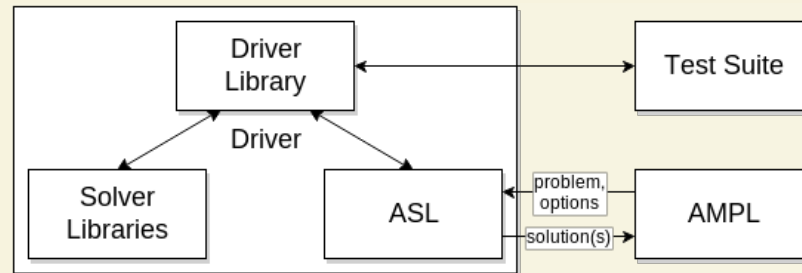 Driver
Library
Test Suite
Driver
Solver
Libraries
ASL
problem,
options
solution(s)
AMPL